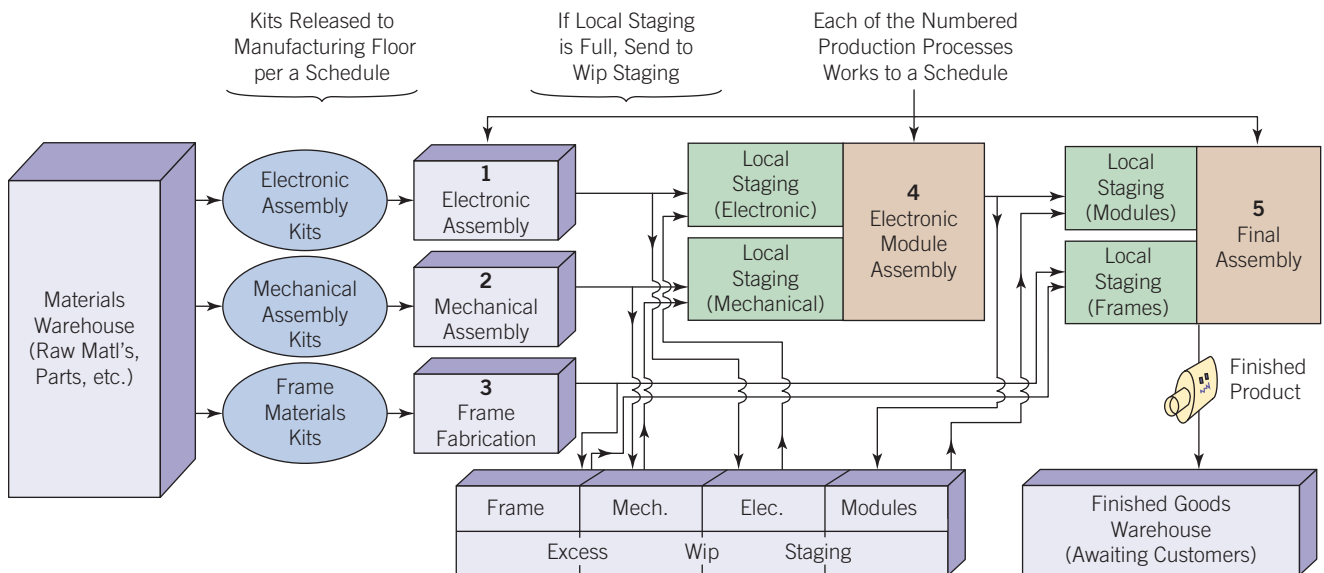 Kits Released to
Manufacturing Floor
per a Schedule
If Local Staging
is Full, Send to
Wip Staging
Each of the Numbered
Production Processes
Works to a Schedule
Materials
Warehouse
(Raw Matl's,
Parts, etc.)
Electronic
Assembly
Kits
Mechanical
Assembly
Kits
Frame
Materials
Kits
1
Electronic
Assembly
2
Mechanical
Assembly
3
Frame
Fabrication
Local
Staging
(Electronic)
Local
Staging
(Mechanical)
4
Electronic
Module
Assembly
Local
Staging
(Modules)
Local
Staging
(Frames)
5
Final
Assembly
Finished
Product
Frame
Mech.
Elec.
Modules
Excess Wip Staging
Finished Goods
Warehouse
(Awaiting Customers)